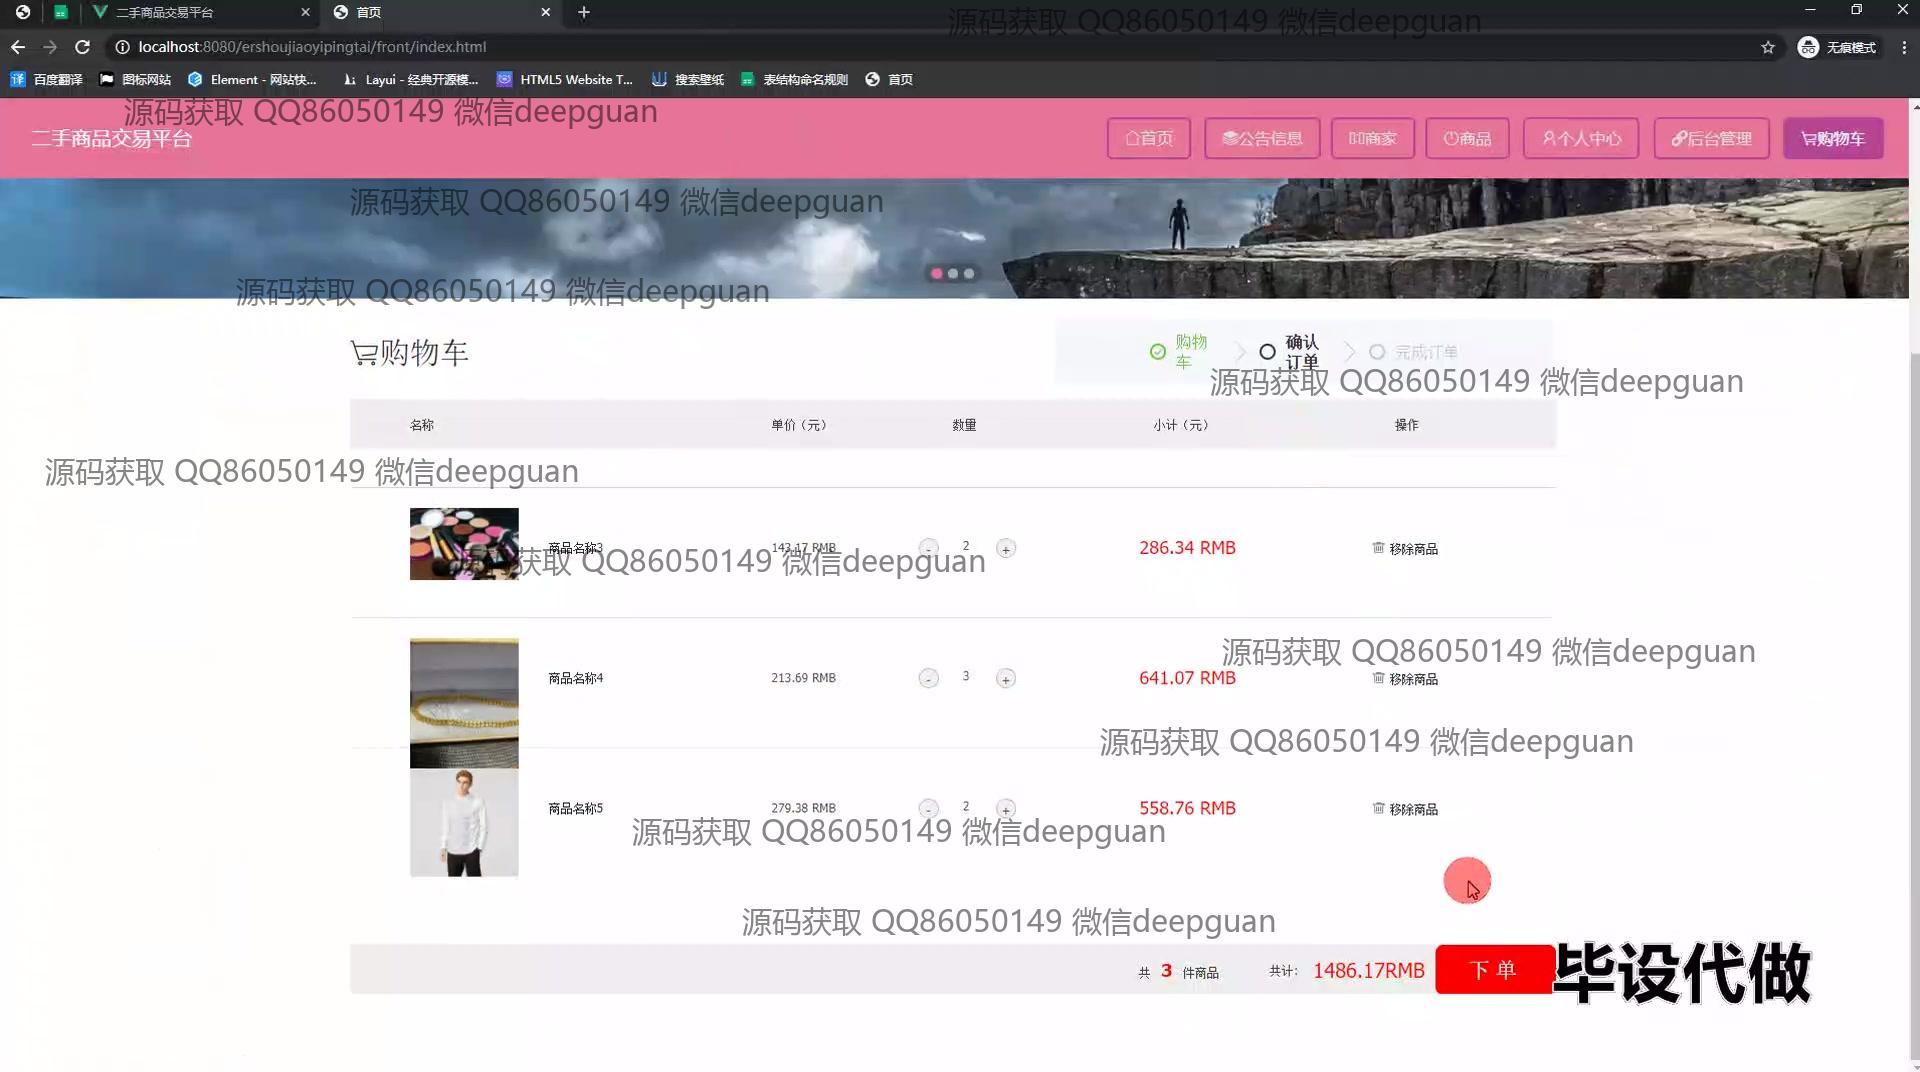 二手商品交易平台
首页
源码获取 QQ86050149 微信deepguan
localhost:8080/ershoujiaoyipingtai/front/index.html
无痕模式
百度翻译
图标网站
Element - 网站快...
Layui - 经典开源模...
HTML5 Website T...
搜索壁纸
表结构命名规则
首页
源码获取 QQ86050149 微信deepguan
二手商品交易平台
首页
公告信息
商家
商品
个人中心
后台管理
购物车
源码获取 QQ86050149 微信deepguan
源码获取 QQ86050149 微信deepguan
购物车
购物
车
确认
订单
完成订单
源码获取 QQ86050149 微信deepguan
名称
单价（元）
数量
小计（元）
操作
源码获取 QQ86050149 微信deepguan
商品名称3
143.17 RMB
-
2
+
286.34 RMB
移除商品
获取 QQ86050149 微信deepguan
源码获取 QQ86050149 微信deepguan
商品名称4
213.69 RMB
-
3
+
641.07 RMB
移除商品
源码获取 QQ86050149 微信deepguan
商品名称5
279.38 RMB
-
2
+
558.76 RMB
移除商品
源码获取 QQ86050149 微信deepguan
源码获取 QQ86050149 微信deepguan
共 3 件商品
共计：
1486.17RMB
下单
毕设代做